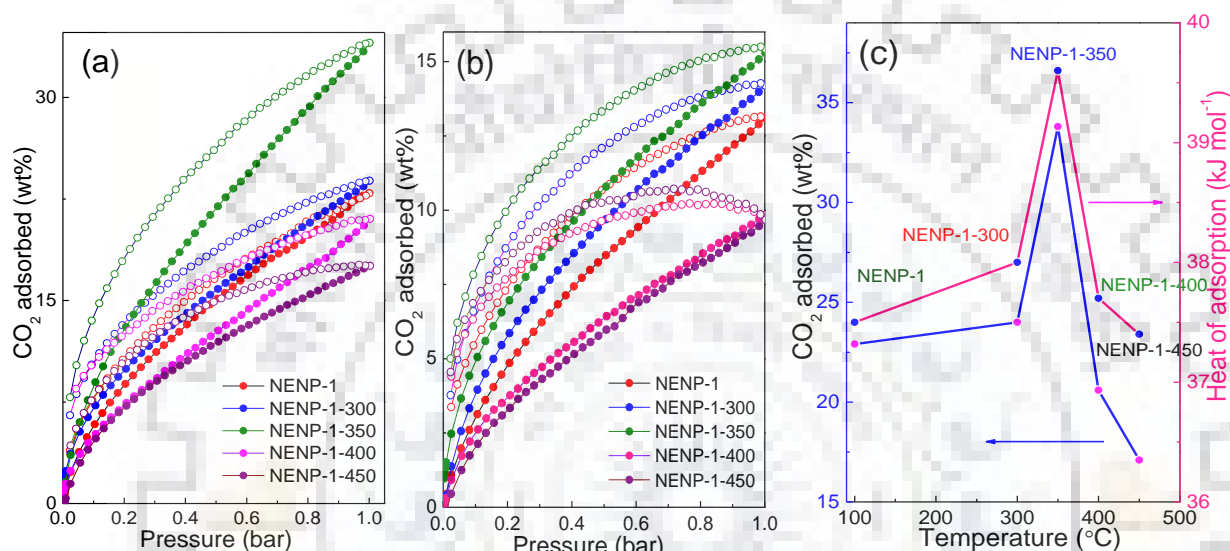 (a)
CO2 adsorbed (wt%)
30
15
0
0.0 0.2 0.4 0.6 0.8 1.0
Pressure (bar)
NENP-1
NENP-1-300
NENP-1-350
NENP-1-400
NENP-1-450
(b)
CO2 adsorbed (wt%)
15
10
5
0
0.0 0.2 0.4 0.6 0.8 1.0
Pressure (bar)
NENP-1
NENP-1-300
NENP-1-350
NENP-1-400
NENP-1-450
(c)
CO2 adsorbed (wt%)
35
30
25
20
15
100 200 300 400 500
Temperature (°C)
40
39
38
37
36
Heat of adsorption (kJ mol-1)
NENP-1-350
NENP-1-300
NENP-1
NENP-1-400
NENP-1-450